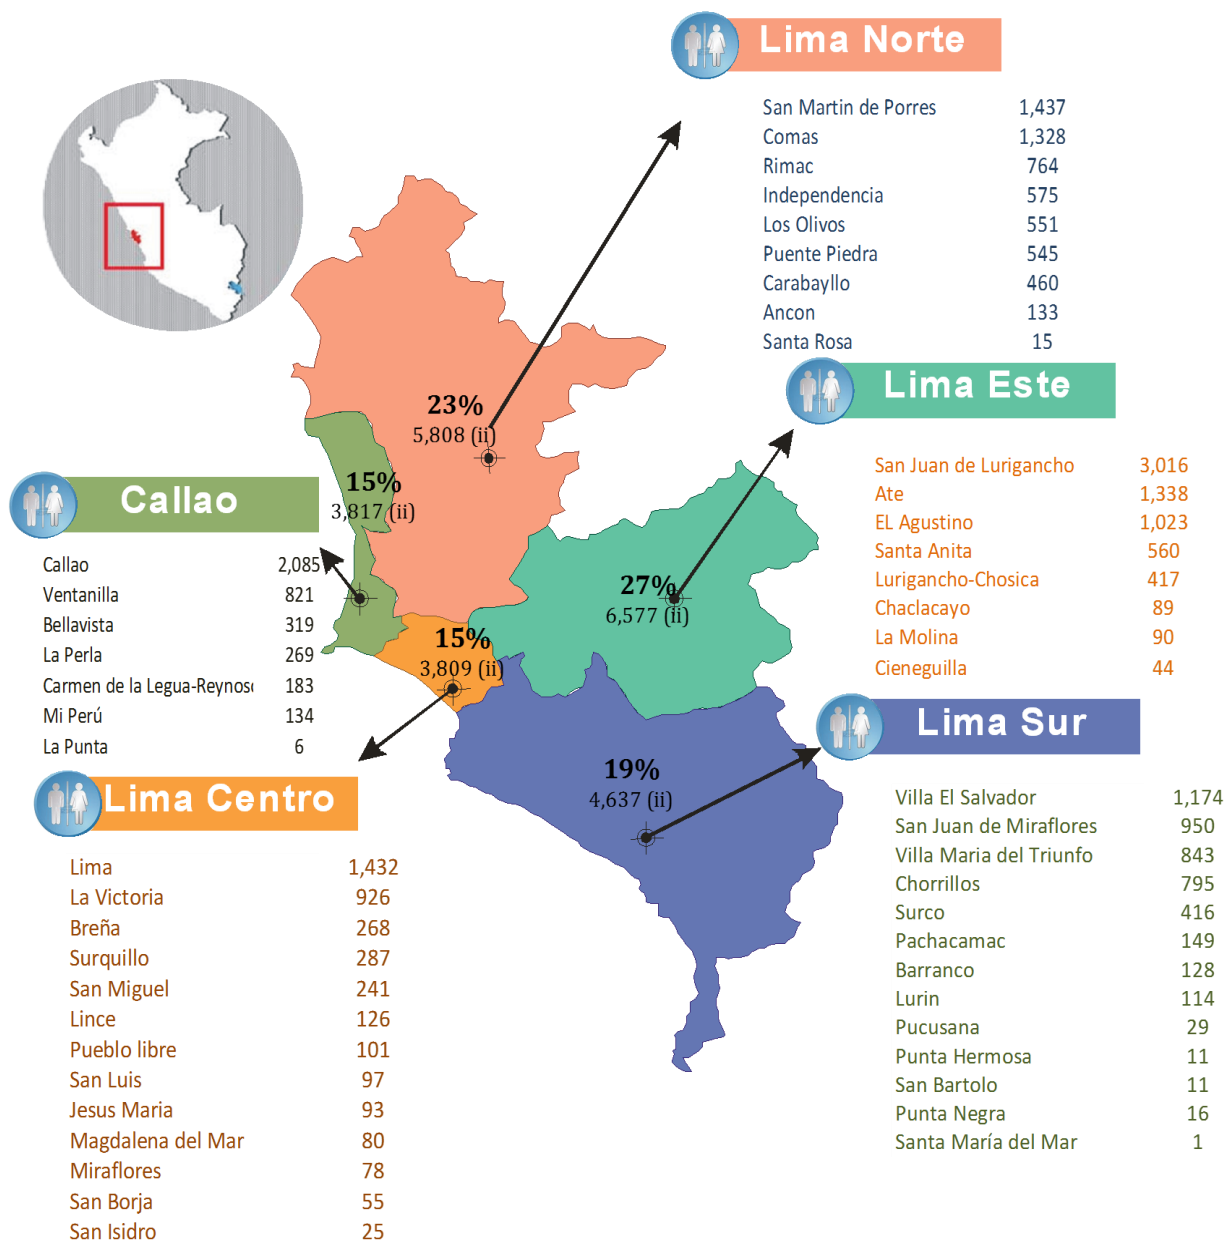 Lima Norte
San Martin de Porres 1,437
Comas 1,328
Rimac 764
Independencia 575
Los Olivos 551
Puente Piedra 545
Carabayllo 460
Ancon 133
Santa Rosa 15
Lima Este
San Juan de Lurigancho 3,016
Ate 1,338
EL Agustino 1,023
Santa Anita 560
Lurigancho-Chosica 417
Chaclacayo 89
La Molina 90
Cieneguilla 44
23%
5,808 (ii)
15%
3,817 (ii)
27%
6,577 (ii)
15%
3,809 (ii)
19%
4,637 (ii)
Callao
Callao 2,085
Ventanilla 821
Bellavista 319
La Perla 269
Carmen de la Legua-Reynoso 183
Mi Perú 134
La Punta 6
Lima Centro
Lima 1,432
La Victoria 926
Breña 268
Surquillo 287
San Miguel 241
Lince 126
Pueblo libre 101
San Luis 97
Jesus Maria 93
Magdalena del Mar 80
Miraflores 78
San Borja 55
San Isidro 25
Lima Sur
Villa El Salvador 1,174
San Juan de Miraflores 950
Villa Maria del Triunfo 843
Chorrillos 795
Surco 416
Pachacamac 149
Barranco 128
Lurin 114
Pucusana 29
Punta Hermosa 11
San Bartolo 11
Punta Negra 16
Santa María del Mar 1